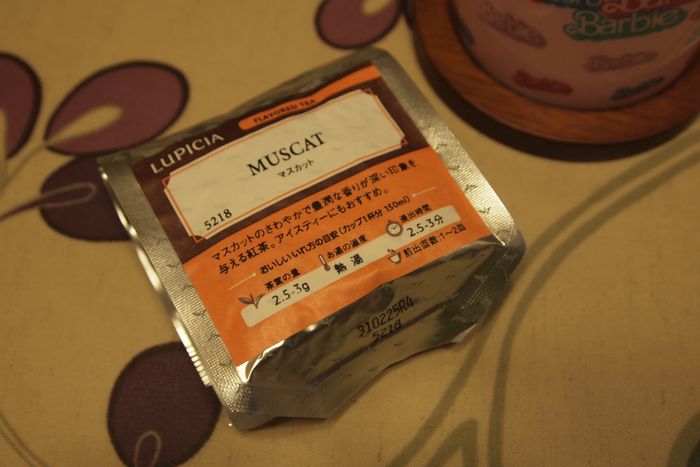 FLAVORED TEA
LUPICIA
MUSCAT
マスカット
5218
マスカットのさわやかで豊潤な香りが深い印象を
与える紅茶。アイスティーにもおすすめ。
おいしいいれ方の目安(カップ1杯分 150ml)
茶葉の量 お湯の温度 浸出時間
2.5-3g 熱湯 2.5-3分
煎出回数:1~2回
310225R4
5218
Barbie
Barbie
Barbie